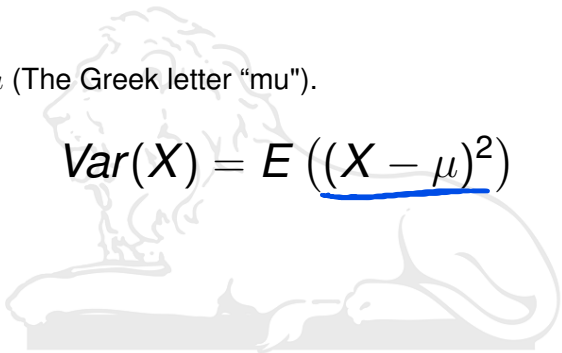 (The Greek letter “mu").
Var(X) = E ((X − μ)²)